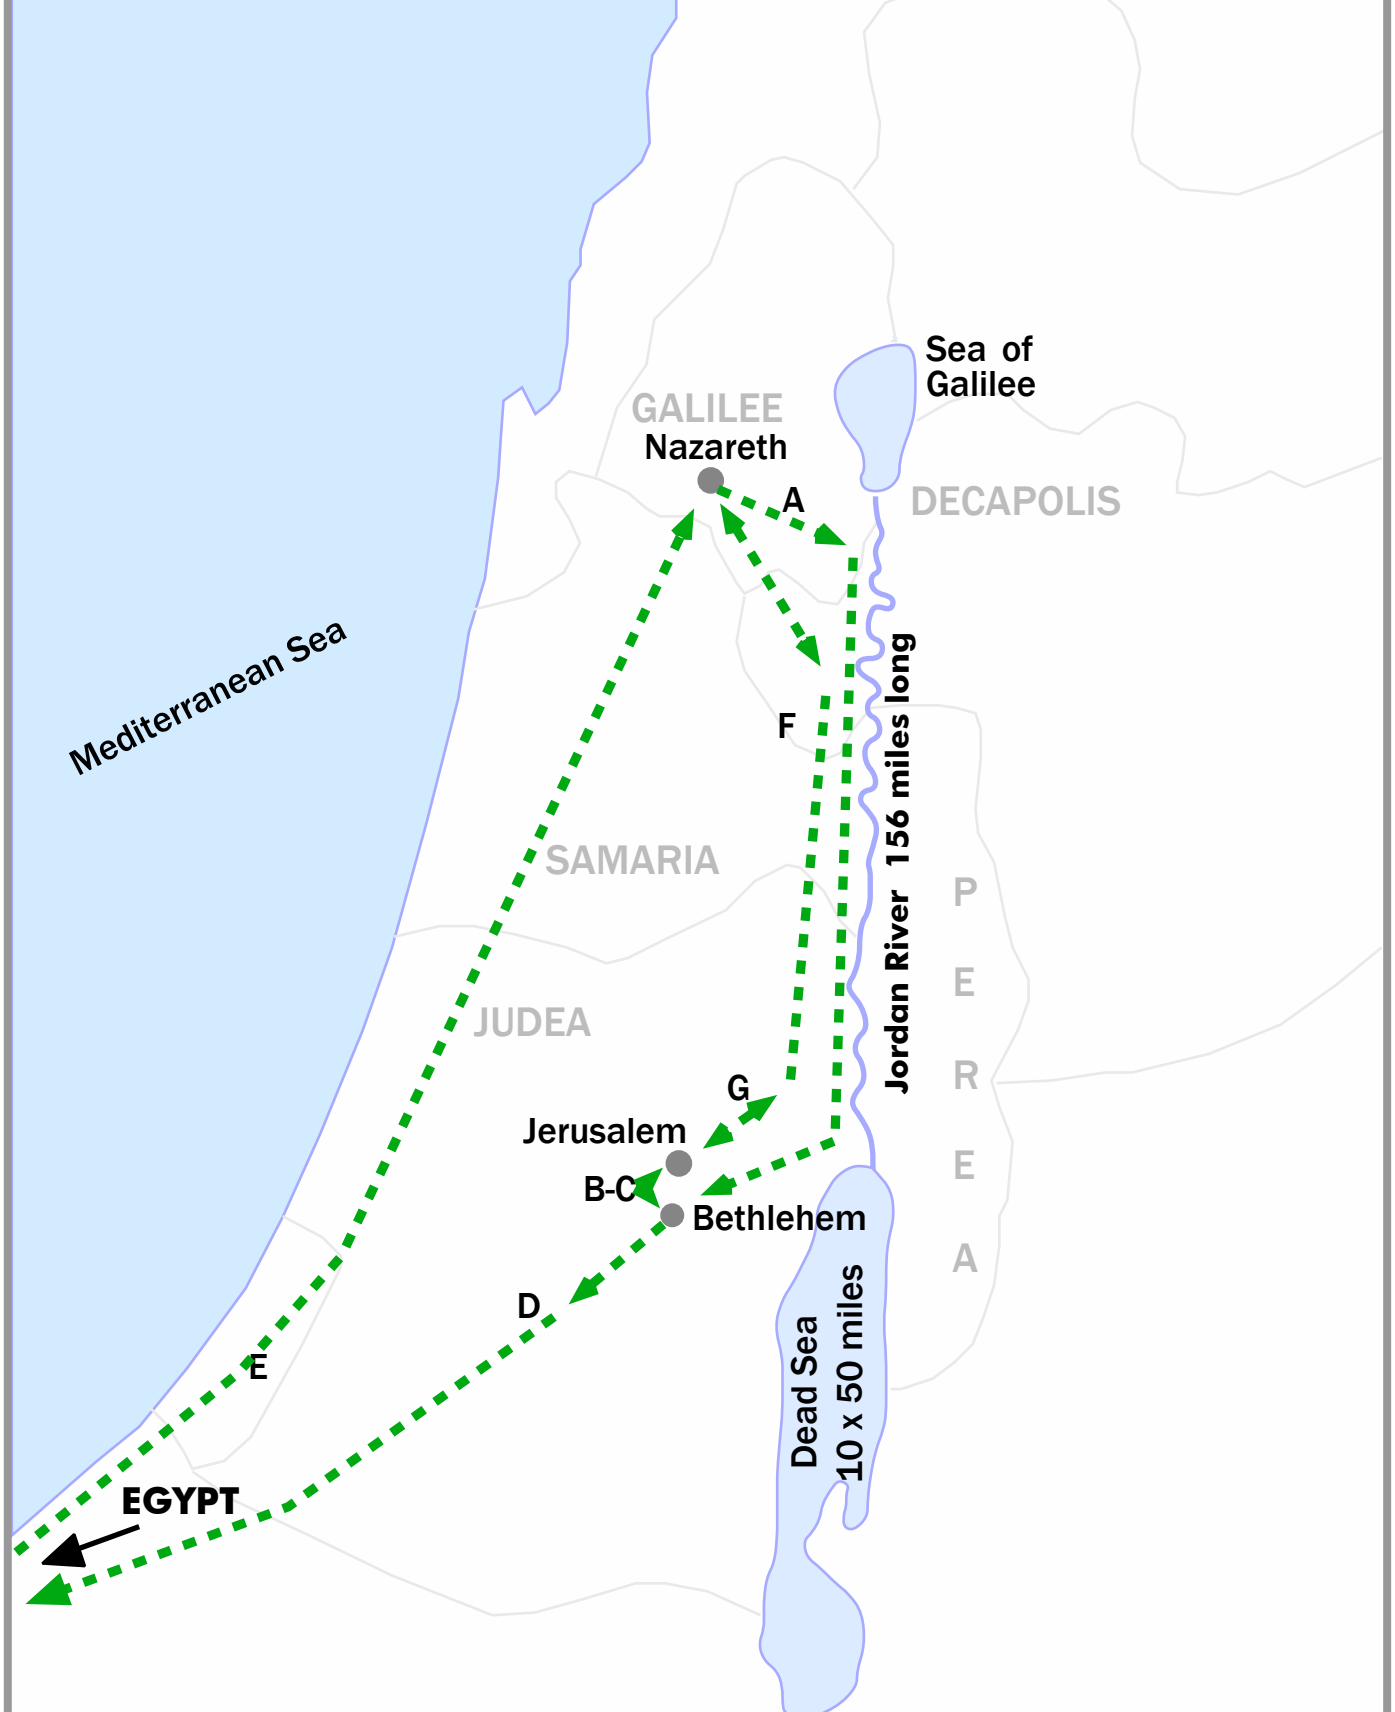 Sea of
Galilee
GALILEE
Nazareth
A
DECAPOLIS
Mediterranean Sea
F
Jordan River 156 miles long
SAMARIA
P
E
R
E
A
JUDEA
G
Jerusalem
B-C
Bethlehem
D
E
Dead Sea
10 x 50 miles
EGYPT